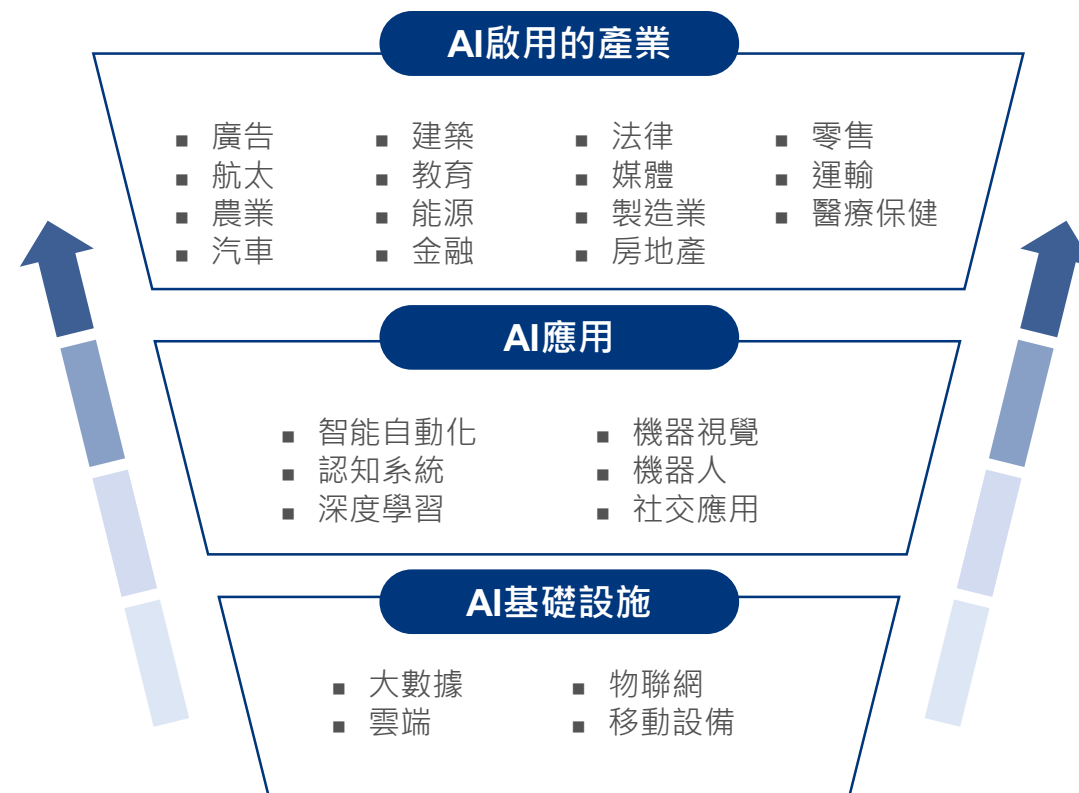 AI啟用的產業
■ 廣告
■ 航太
■ 農業
■ 汽車
■ 建築
■ 教育
■ 能源
■ 金融
■ 法律
■ 媒體
■ 製造業
■ 房地產
■ 零售
■ 運輸
■ 醫療保健
AI應用
■ 智能自動化
■ 認知系統
■ 深度學習
■ 機器視覺
■ 機器人
■ 社交應用
AI基礎設施
■ 大數據
■ 雲端
■ 物聯網
■ 移動設備